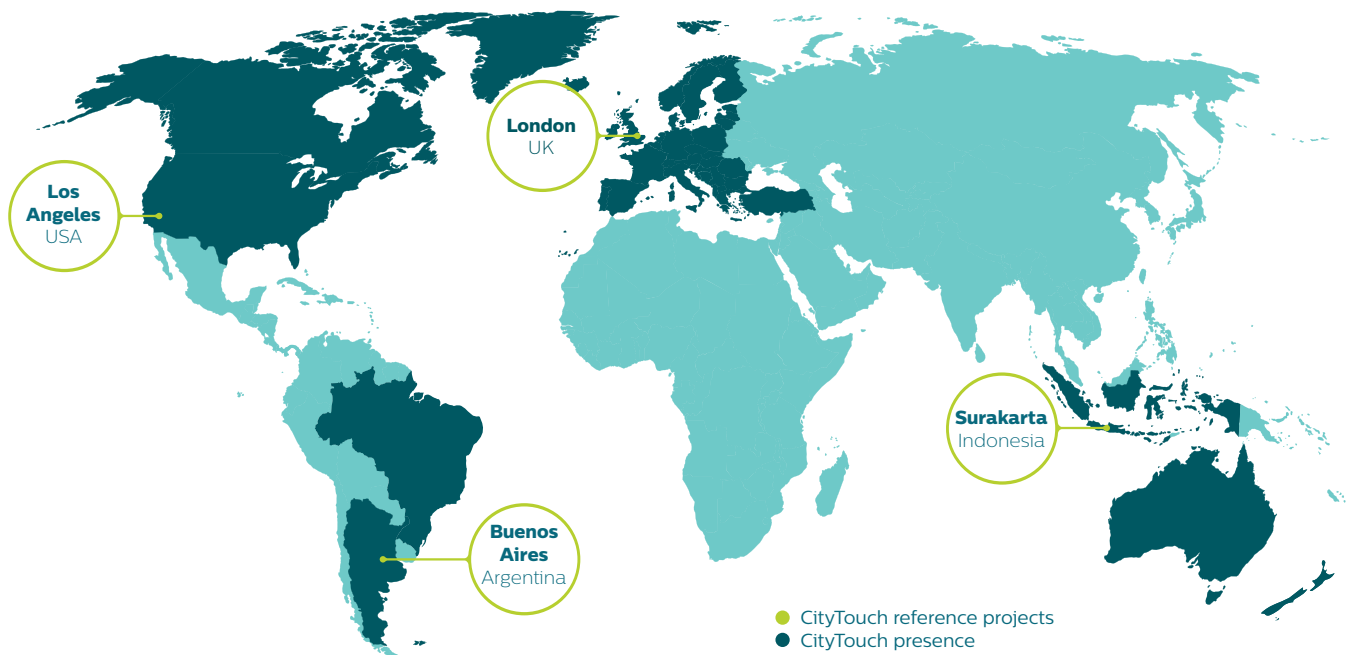 London
UK
Los
Angeles
USA
Surakarta
Indonesia
Buenos
Aires
Argentina
CityTouch reference projects
CityTouch presence